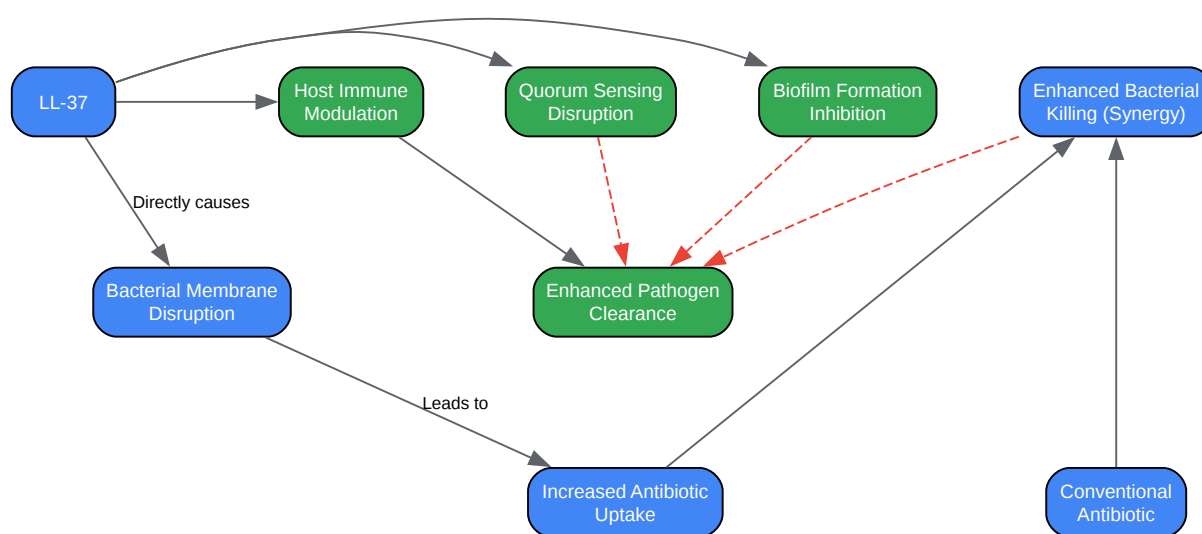 LL-37
Host Immune
Modulation
Quorum Sensing
Disruption
Biofilm Formation
Inhibition
Enhanced Bacterial
Killing (Synergy)
Directly causes
Bacterial Membrane
Disruption
Enhanced Pathogen
Clearance
Leads to
Increased Antibiotic
Uptake
Conventional
Antibiotic